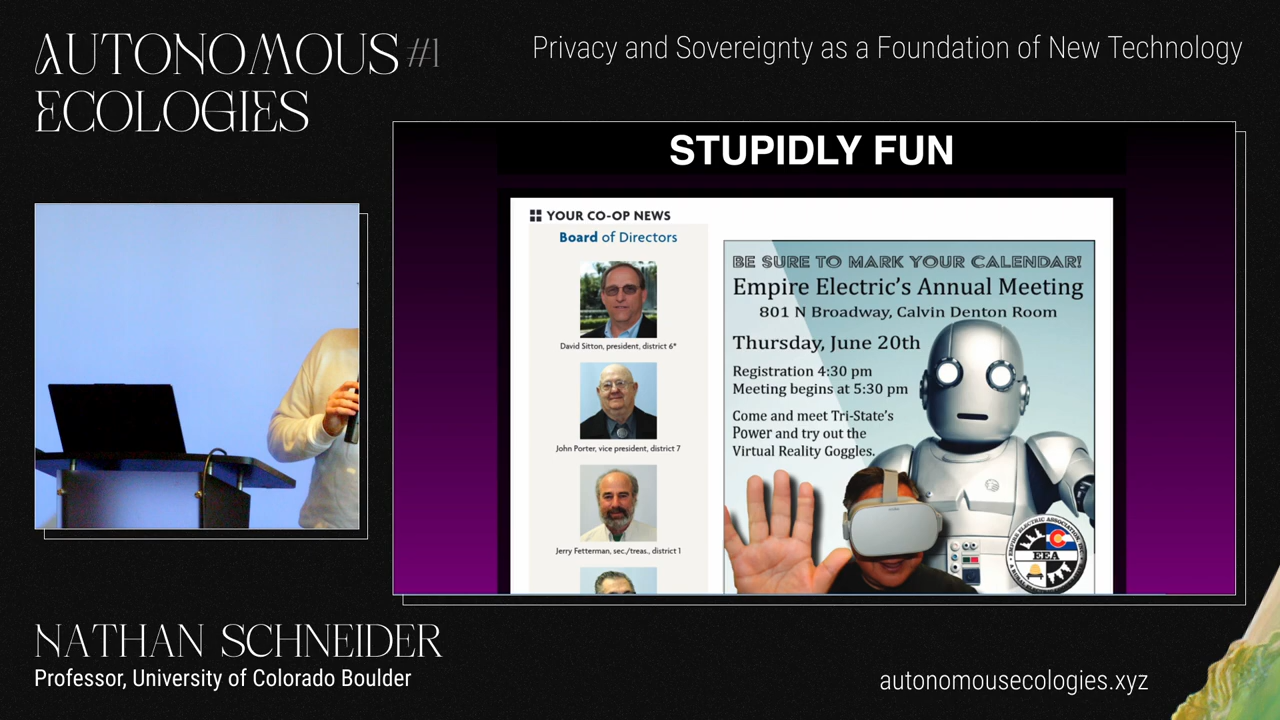 AUTONOMOUS #1
ECOLOGIES
Privacy and Sovereignty as a Foundation of New Technology
STUPIDLY FUN
YOUR CO-OP NEWS
Board of Directors
David Sitton, president, district 6*
John Porter, vice president, district 7
Jerry Fetterman, sec./treas., district 1
BE SURE TO MARK YOUR CALENDAR!
Empire Electric's Annual Meeting
801 N Broadway, Calvin Denton Room
Thursday, June 20th
Registration 4:30 pm
Meeting begins at 5:30 pm
Come and meet Tri-State's
Power and try out the
Virtual Reality Goggles.
EMPIRE ELECTRIC ASSOCIATION, INC.
EEA
NATHAN SCHNEIDER
Professor, University of Colorado Boulder
autonomousecologies.xyz